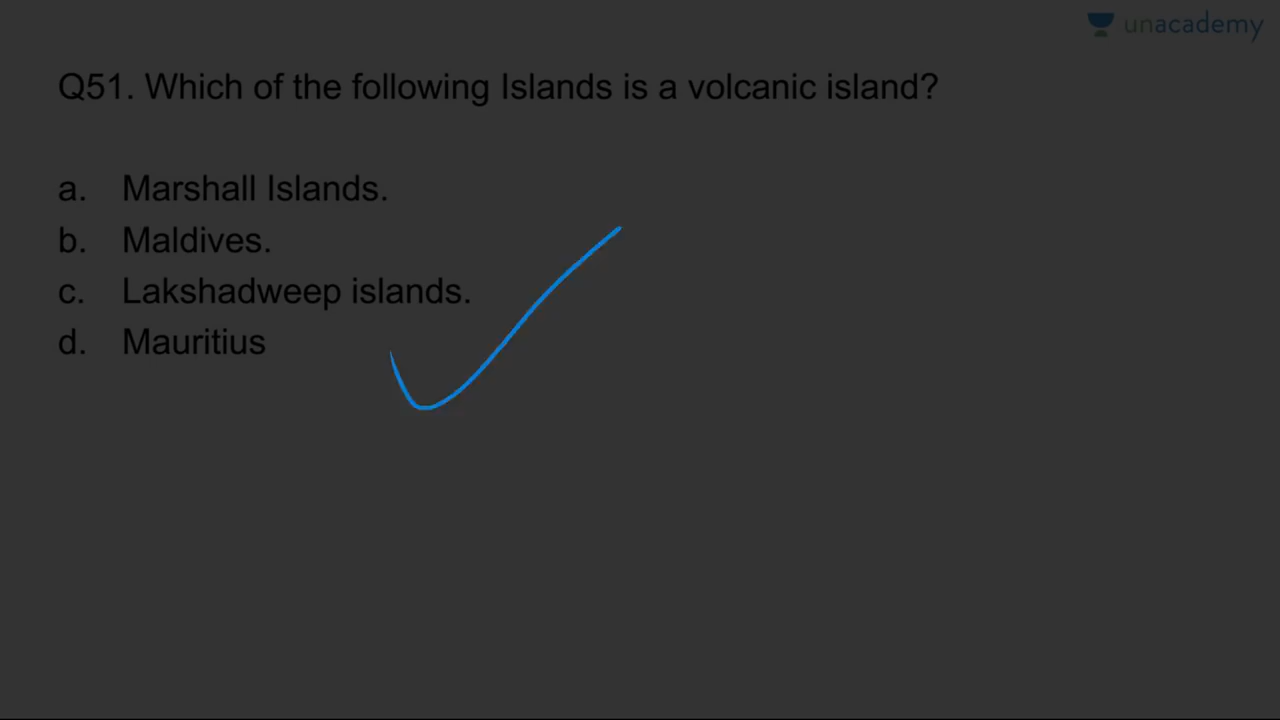 unacademy
Q51. Which of the following Islands is a volcanic island?
a. Marshall Islands.
b. Maldives.
c. Lakshadweep islands.
d. Mauritius